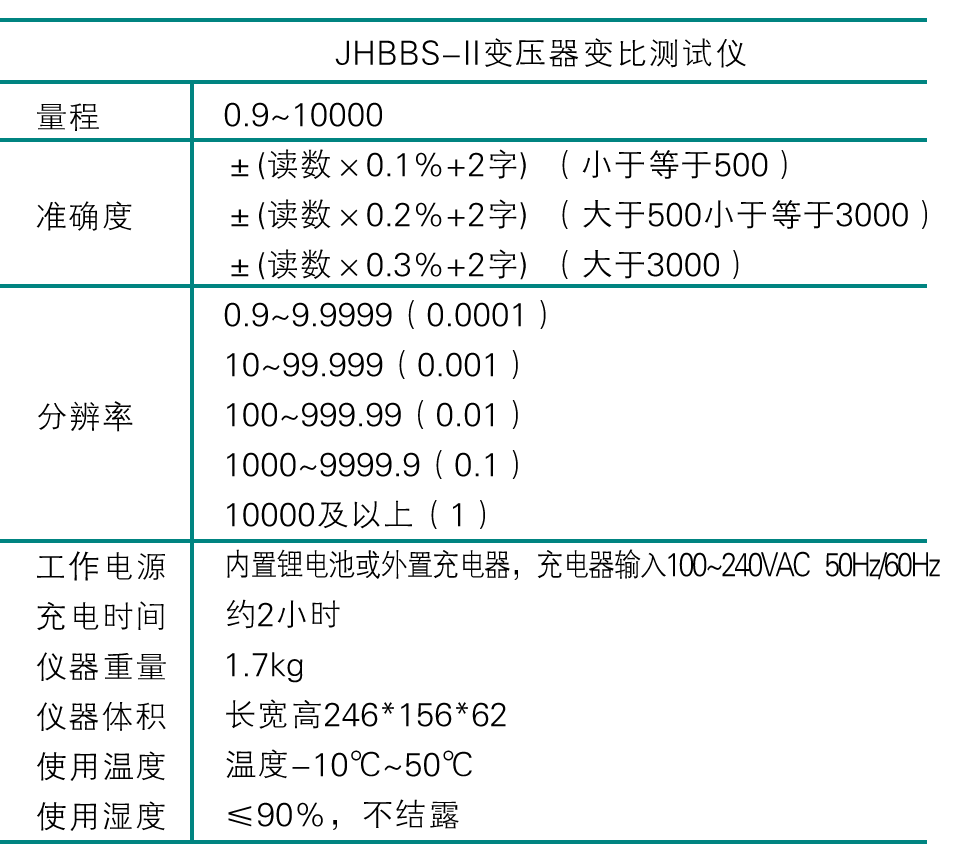 JHBBS-II变压器变比测试仪
量程 0.9~10000
±(读数×0.1%+2字) (小于等于500)
准确度 ±(读数×0.2%+2字) (大于500小于等于3000)
±(读数×0.3%+2字) (大于3000)
0.9~9.9999(0.0001)
10~99.999(0.001)
分辨率 100~999.99(0.01)
1000~9999.9(0.1)
10000及以上(1)
工作电源 内置锂电池或外置充电器，充电器输入100~240VAC 50Hz/60Hz
充电时间 约2小时
仪器重量 1.7kg
仪器体积 长宽高246*156*62
使用温度 温度-10℃~50℃
使用湿度 ≤90%，不结露